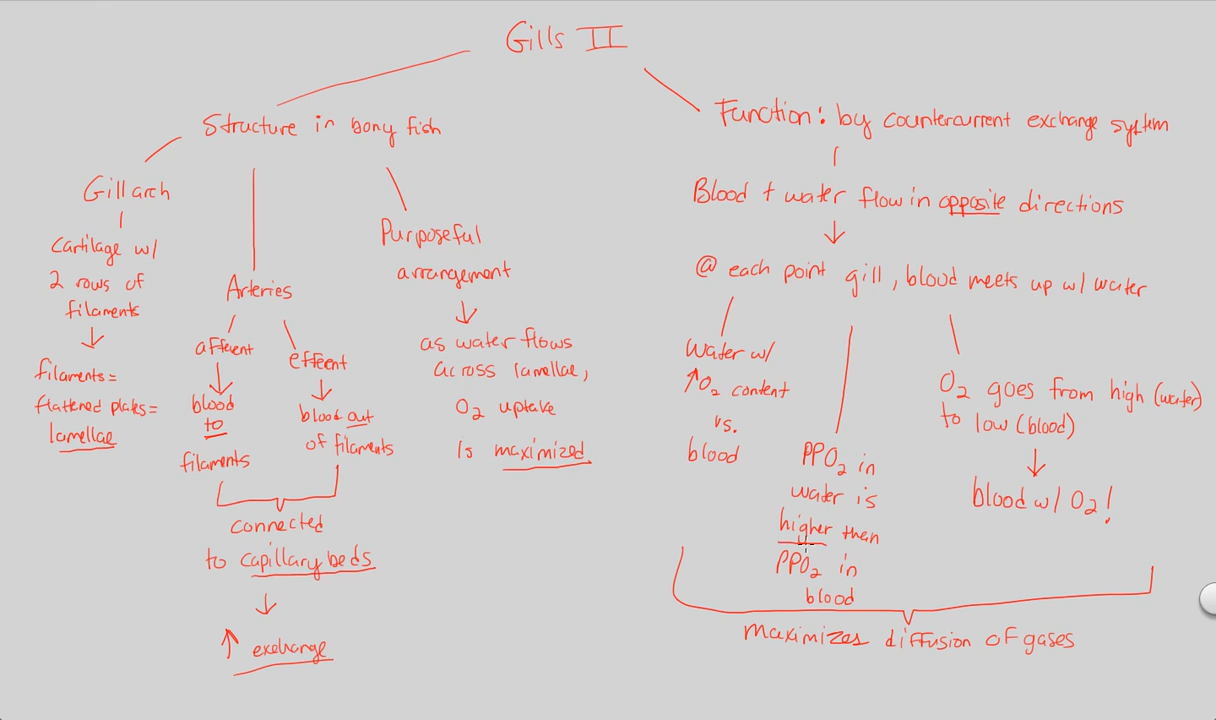 Gills II
Structure in bony fish
Gill arch
Cartilage w/
2 rows of
filaments
filaments =
flattened plates =
lamellae
Arteries
afferent
blood
to
filaments
efferent
blood out
of filaments
connected
to capillary beds
↑ exchange
Purposeful
arrangement
as water flows
across lamellae,
O₂ uptake
is maximized
Function: by countercurrent exchange system
Blood + water flow in opposite directions
@ each point gill, blood meets up w/ water
Water w/
↑O₂ content
vs.
blood
PPO₂ in
water is
higher than
PPO₂ in
blood
O₂ goes from high (water)
to low (blood)
blood w/ O₂!
maximizes diffusion of gases